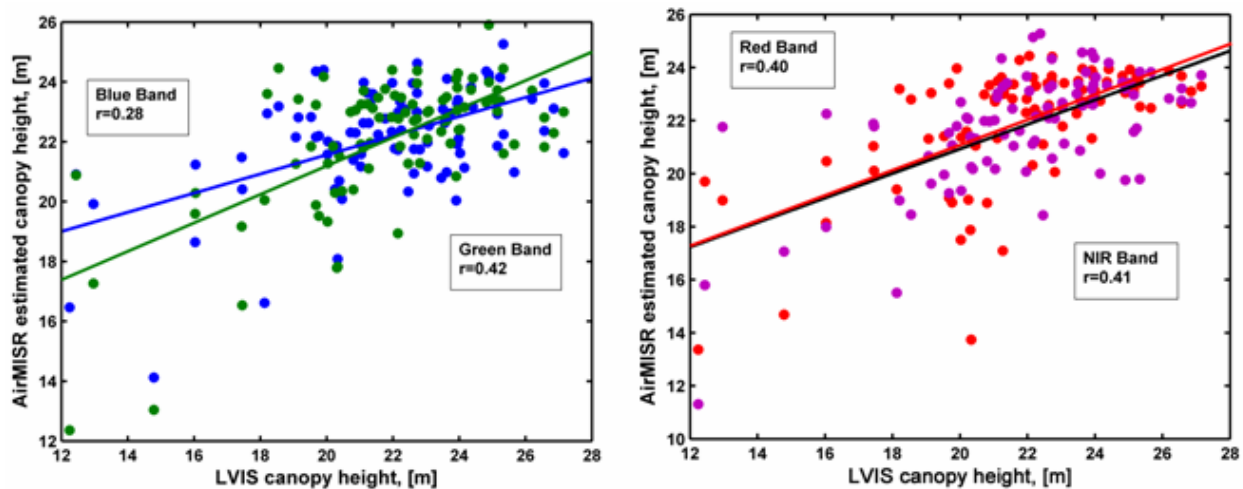 26
24
22
20
18
16
14
12
12 14 16 18 20 22 24 26 28
AirMISR estimated canopy height, [m]
LVIS canopy height, [m]
Blue Band
r=0.28
Green Band
r=0.42
26
24
22
20
18
16
14
12
10
12 14 16 18 20 22 24 26 28
AirMISR estimated canopy height, [m]
LVIS canopy height, [m]
Red Band
r=0.40
NIR Band
r=0.41